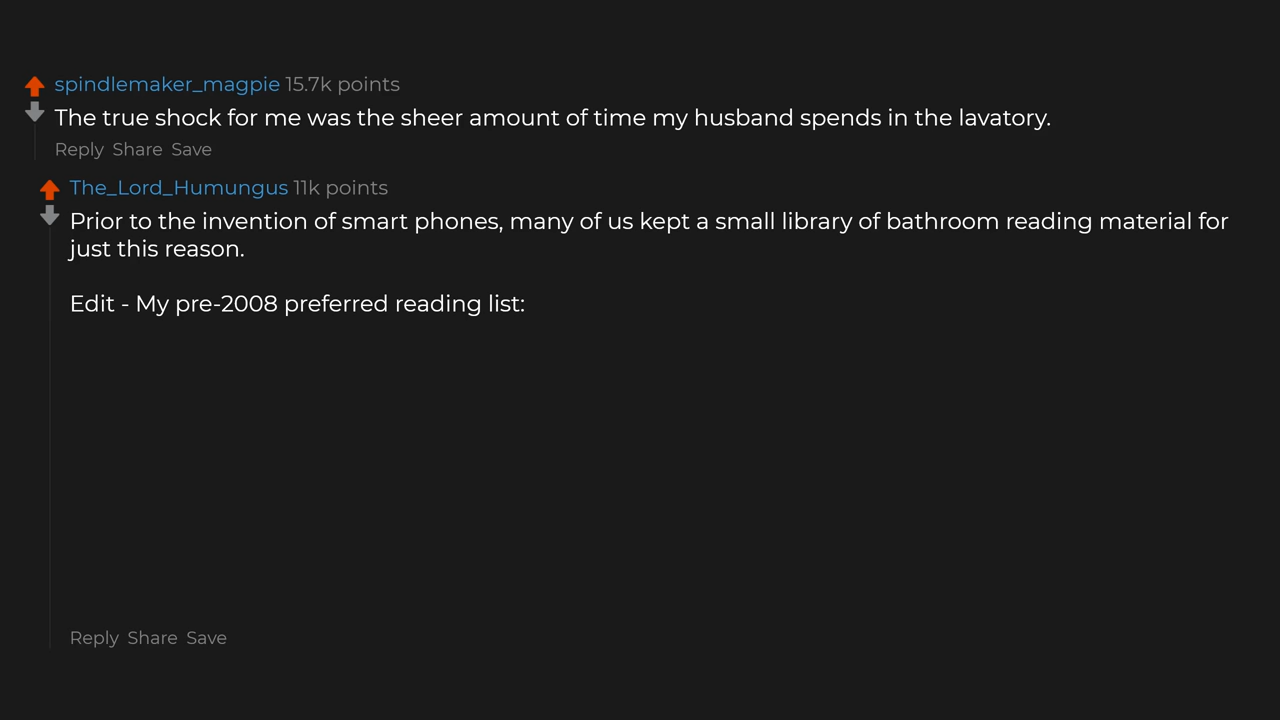 spindlemaker_magpie 15.7k points
The true shock for me was the sheer amount of time my husband spends in the lavatory.
Reply Share Save
The_Lord_Humungus 11k points
Prior to the invention of smart phones, many of us kept a small library of bathroom reading material for
just this reason.
Edit - My pre-2008 preferred reading list:
Reply Share Save